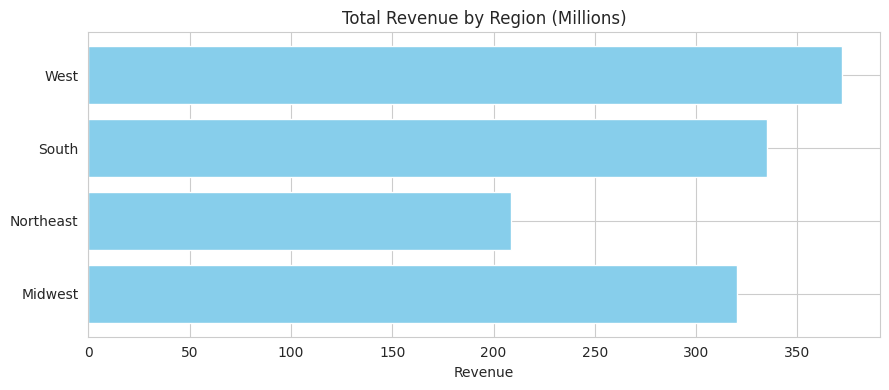 Total Revenue by Region (Millions)
West
South
Northeast
Midwest
0 50 100 150 200 250 300 350
Revenue